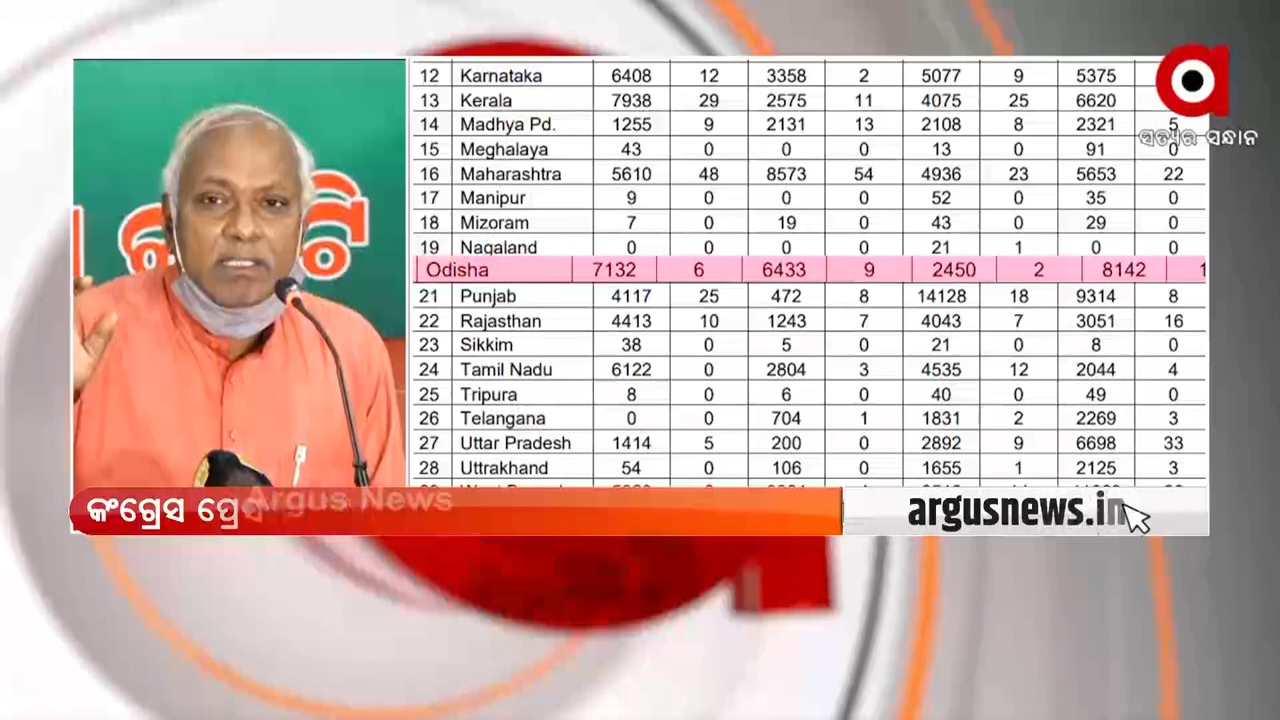 12 Karnataka 6408 12 3358 2 5077 9 5375
13 Kerala 7938 29 2575 11 4075 25 6620
14 Madhya Pd. 1255 9 2131 13 2108 8 2321 5
ସତ୍ୟର ସନ୍ଧାନ
15 Meghalaya 43 0 0 0 13 0 91 0
16 Maharashtra 5610 48 8573 54 4936 23 5653 22
17 Manipur 9 0 0 0 52 0 35 0
18 Mizoram 7 0 19 0 43 0 29 0
19 Nagaland 0 0 0 0 21 1 0 0
Odisha 7132 6 6433 9 2450 2 8142 1
21 Punjab 4117 25 472 8 14128 18 9314 8
22 Rajasthan 4413 10 1243 7 4043 7 3051 16
23 Sikkim 38 0 5 0 21 0 8 0
24 Tamil Nadu 6122 0 2804 3 4535 12 2044 4
25 Tripura 8 0 6 0 40 0 49 0
26 Telangana 0 0 704 1 1831 2 2269 3
27 Uttar Pradesh 1414 5 200 0 2892 9 6698 33
28 Uttrakhand 54 0 106 0 1655 1 2125 3
କଂଗ୍ରେସ ପ୍ରେସ
Argus News
argusnews.in